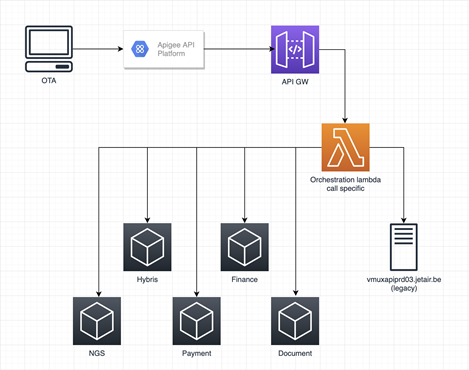 Apigee API
Platform
OTA
API GW
Orchestration lambda
call specific
Hybris
Finance
vmuxapiprd03.jetair.be
(legacy)
NGS
Payment
Document